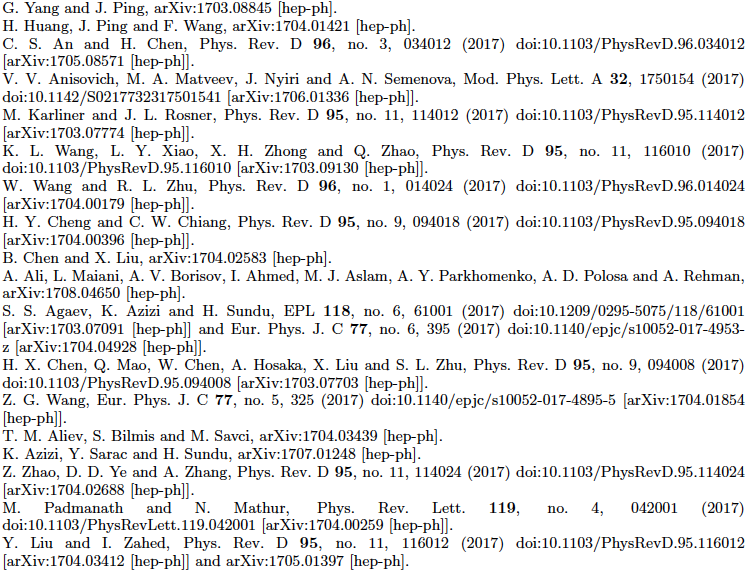 G. Yang and J. Ping, arXiv:1703.08845 [hep-ph].
H. Huang, J. Ping and F. Wang, arXiv:1704.01421 [hep-ph].
C. S. An and H. Chen, Phys. Rev. D 96, no. 3, 034012 (2017) doi:10.1103/PhysRevD.96.034012
[arXiv:1705.08571 [hep-ph]].
V. V. Anisovich, M. A. Matveev, J. Nyiri and A. N. Semenova, Mod. Phys. Lett. A 32, 1750154 (2017)
doi:10.1142/S0217732317501541 [arXiv:1706.01336 [hep-ph]].
M. Karliner and J. L. Rosner, Phys. Rev. D 95, no. 11, 114012 (2017) doi:10.1103/PhysRevD.95.114012
[arXiv:1703.07774 [hep-ph]].
K. L. Wang, L. Y. Xiao, X. H. Zhong and Q. Zhao, Phys. Rev. D 95, no. 11, 116010 (2017)
doi:10.1103/PhysRevD.95.116010 [arXiv:1703.09130 [hep-ph]].
W. Wang and R. L. Zhu, Phys. Rev. D 96, no. 1, 014024 (2017) doi:10.1103/PhysRevD.96.014024
[arXiv:1704.00179 [hep-ph]].
H. Y. Cheng and C. W. Chiang, Phys. Rev. D 95, no. 9, 094018 (2017) doi:10.1103/PhysRevD.95.094018
[arXiv:1704.00396 [hep-ph]].
B. Chen and X. Liu, arXiv:1704.02583 [hep-ph].
A. Ali, L. Maiani, A. V. Borisov, I. Ahmed, M. J. Aslam, A. Y. Parkhomenko, A. D. Polosa and A. Rehman,
arXiv:1708.04650 [hep-ph].
S. S. Agaev, K. Azizi and H. Sundu, EPL 118, no. 6, 61001 (2017) doi:10.1209/0295-5075/118/61001
[arXiv:1703.07091 [hep-ph]] and Eur. Phys. J. C 77, no. 6, 395 (2017) doi:10.1140/epjc/s10052-017-4953-
z [arXiv:1704.04928 [hep-ph]].
H. X. Chen, Q. Mao, W. Chen, A. Hosaka, X. Liu and S. L. Zhu, Phys. Rev. D 95, no. 9, 094008 (2017)
doi:10.1103/PhysRevD.95.094008 [arXiv:1703.07703 [hep-ph]].
Z. G. Wang, Eur. Phys. J. C 77, no. 5, 325 (2017) doi:10.1140/epjc/s10052-017-4895-5 [arXiv:1704.01854
[hep-ph]].
T. M. Aliev, S. Bilmis and M. Savci, arXiv:1704.03439 [hep-ph].
K. Azizi, Y. Sarac and H. Sundu, arXiv:1707.01248 [hep-ph].
Z. Zhao, D. D. Ye and A. Zhang, Phys. Rev. D 95, no. 11, 114024 (2017) doi:10.1103/PhysRevD.95.114024
[arXiv:1704.02688 [hep-ph]].
M. Padmanath and N. Mathur, Phys. Rev. Lett. 119, no. 4, 042001 (2017)
doi:10.1103/PhysRevLett.119.042001 [arXiv:1704.00259 [hep-ph]].
Y. Liu and I. Zahed, Phys. Rev. D 95, no. 11, 116012 (2017) doi:10.1103/PhysRevD.95.116012
[arXiv:1704.03412 [hep-ph]] and arXiv:1705.01397 [hep-ph].